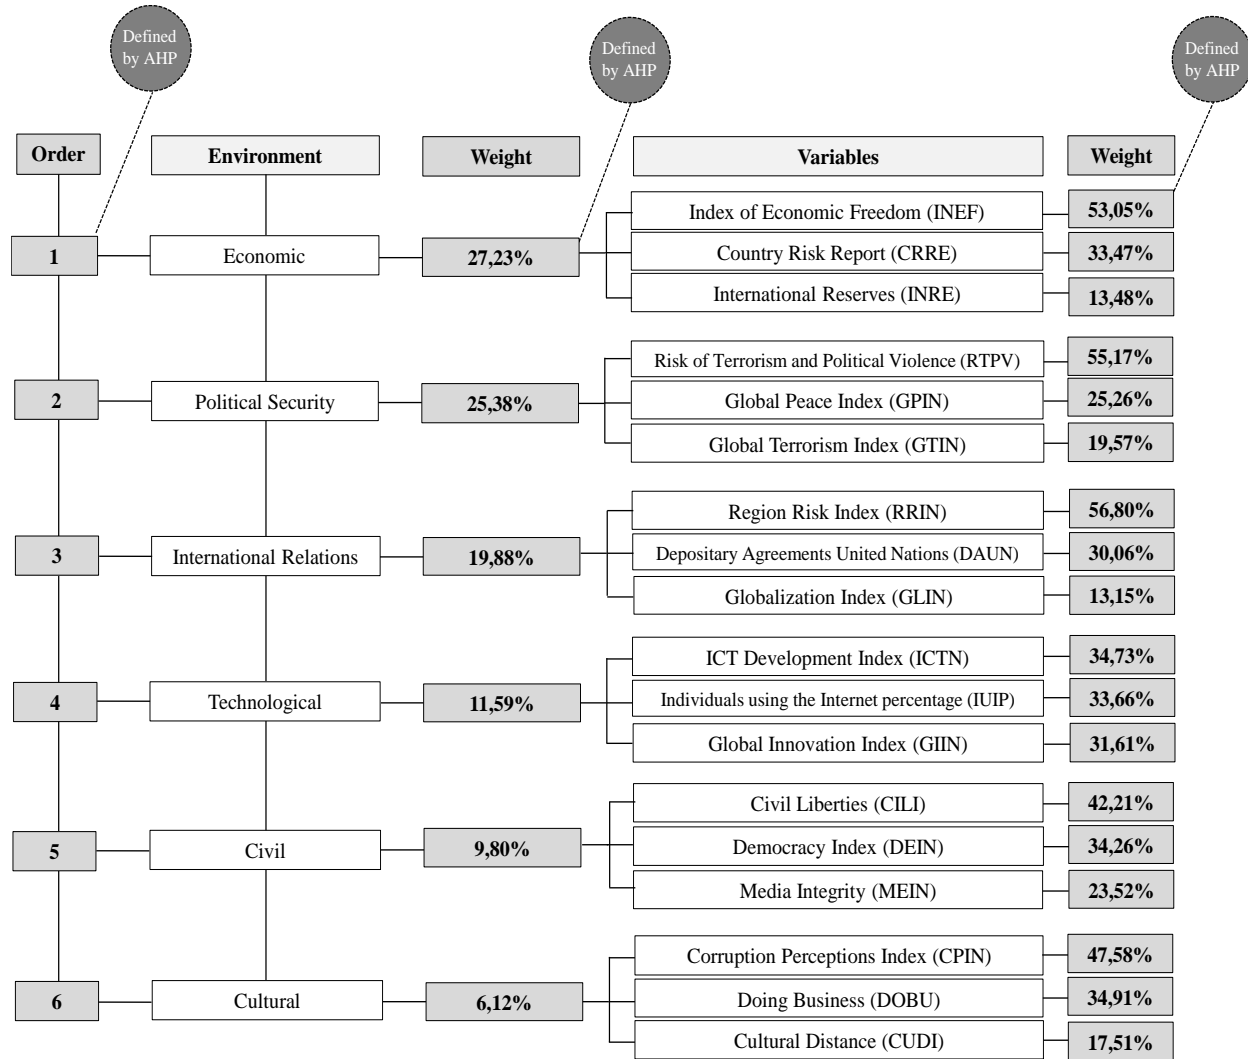 Defined
by AHP
Defined
by AHP
Defined
by AHP
Order
Environment
Weight
Variables
Weight
1
Economic
27,23%
Index of Economic Freedom (INEF)
53,05%
Country Risk Report (CRRE)
33,47%
International Reserves (INRE)
13,48%
2
Political Security
25,38%
Risk of Terrorism and Political Violence (RTPV)
55,17%
Global Peace Index (GPIN)
25,26%
Global Terrorism Index (GTIN)
19,57%
3
International Relations
19,88%
Region Risk Index (RRIN)
56,80%
Depositary Agreements United Nations (DAUN)
30,06%
Globalization Index (GLIN)
13,15%
4
Technological
11,59%
ICT Development Index (ICTN)
34,73%
Individuals using the Internet percentage (IUIP)
33,66%
Global Innovation Index (GIIN)
31,61%
5
Civil
9,80%
Civil Liberties (CILI)
42,21%
Democracy Index (DEIN)
34,26%
Media Integrity (MEIN)
23,52%
6
Cultural
6,12%
Corruption Perceptions Index (CPIN)
47,58%
Doing Business (DOBU)
34,91%
Cultural Distance (CUDI)
17,51%